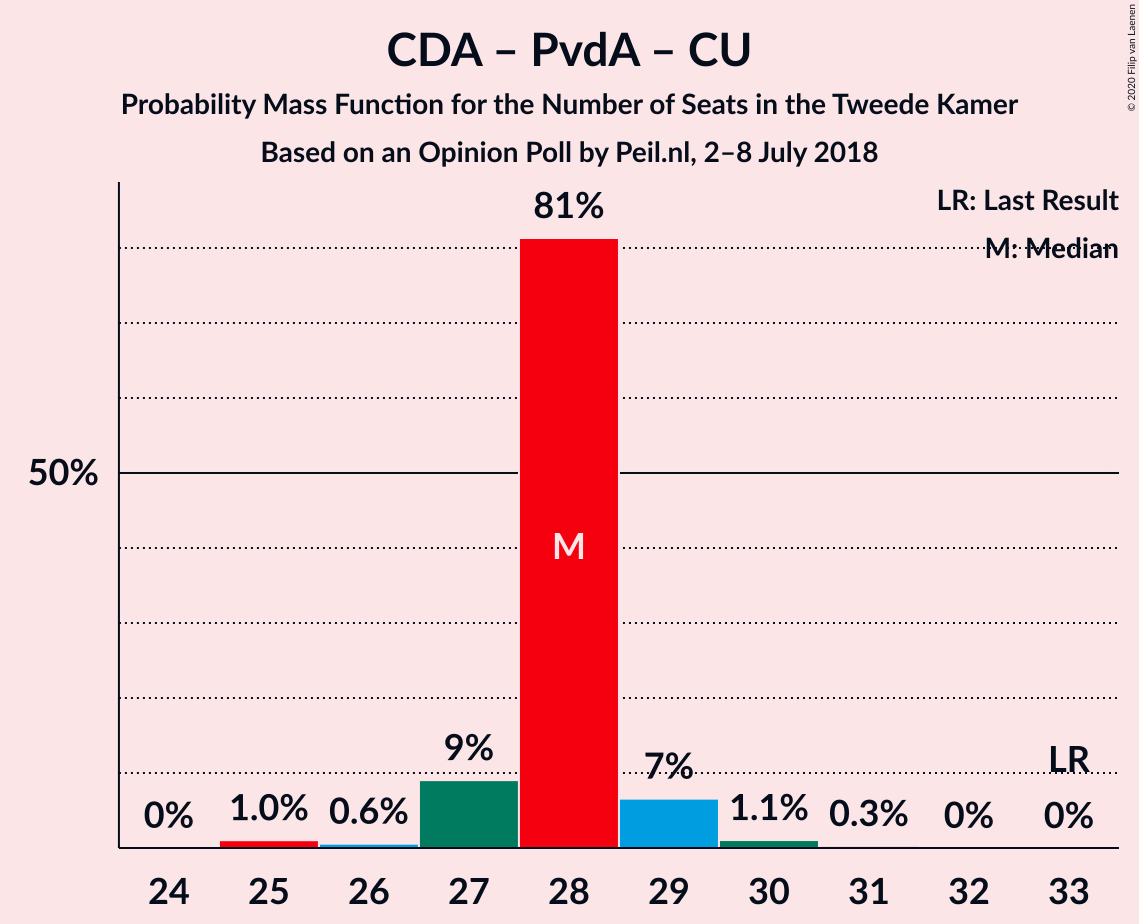 CDA – PvdA – CU
Probability Mass Function for the Number of Seats in the Tweede Kamer
Based on an Opinion Poll by Peil.nl, 2–8 July 2018
© 2020 Filip van Laenen
LR: Last Result
M: Median
81%
50%
M
9%
7%
LR
0%
1.0%
0.6%
1.1%
0.3%
0%
0%
24 25 26 27 28 29 30 31 32 33